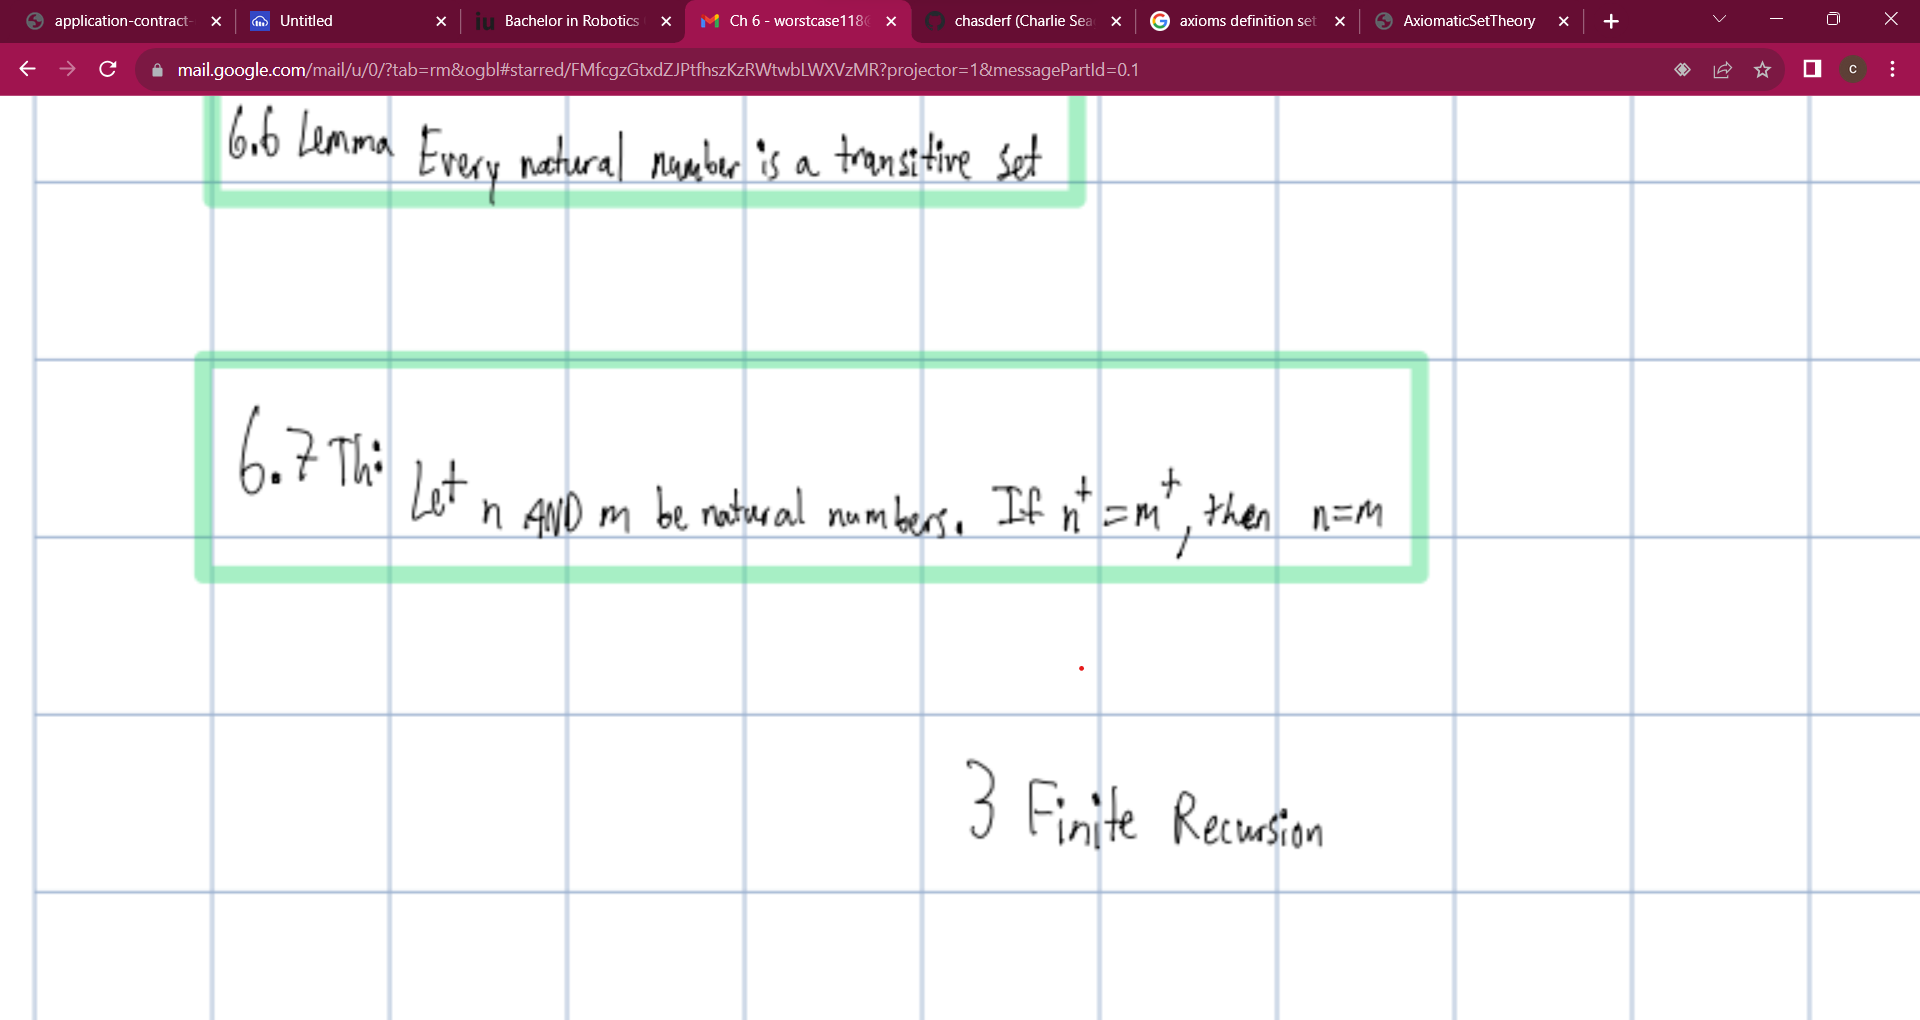 application-contract-
Untitled
Bachelor in Robotics
Ch 6 - worstcase118
chasderf (Charlie Sea
axioms definition set
AxiomaticSetTheory
mail.google.com/mail/u/0/?tab=rm&ogbl#starred/FMfcgzGtxdZJPtfhszKzRWtwbLWXVzMR?projector=1&messagePartId=0.1
c
6.6 Lemma Every natural number is a transitive set
6.7 Th: Let n AND m be natural numbers. If n⁺=m⁺, then n=m
3 Finite Recursion